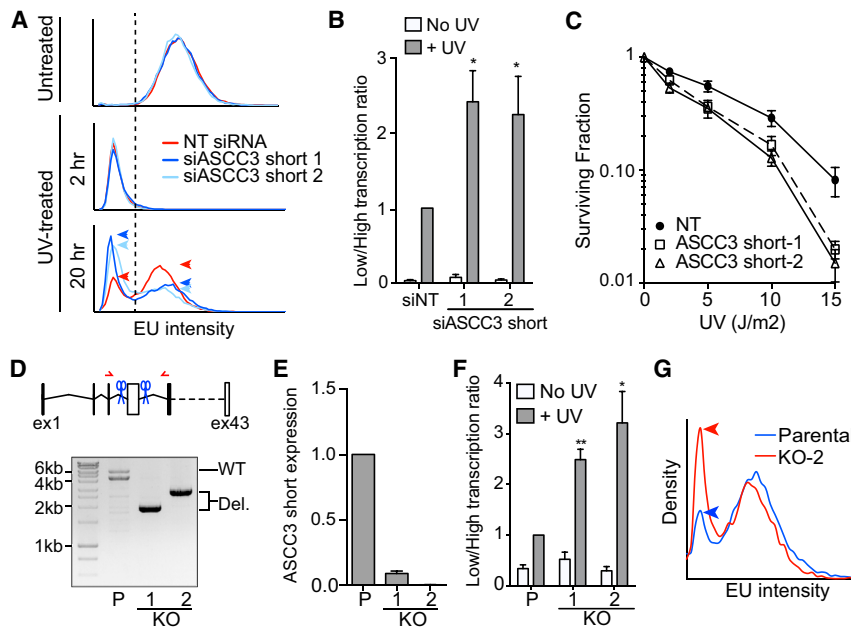 A
Untreated
UV-treated
2 hr
20 hr
NT siRNA
siASCC3 short 1
siASCC3 short 2
EU intensity
B
No UV
+ UV
Low/High transcription ratio
3
2
1
0
*
*
siNT
1
2
siASCC3 short
C
Surviving Fraction
1
0.10
0.01
NT
ASCC3 short-1
ASCC3 short-2
0
5
10
15
UV (J/m2)
D
ex1
ex43
6kb
4kb
2kb
1kb
WT
Del.
P
1
2
KO
E
ASCC3 short expression
1.5
1.0
0.5
0.0
P
1
2
KO
F
No UV
+ UV
Low/High transcription ratio
4
3
2
1
0
**
*
P
1
2
KO
G
Parenta
KO-2
Density
EU intensity